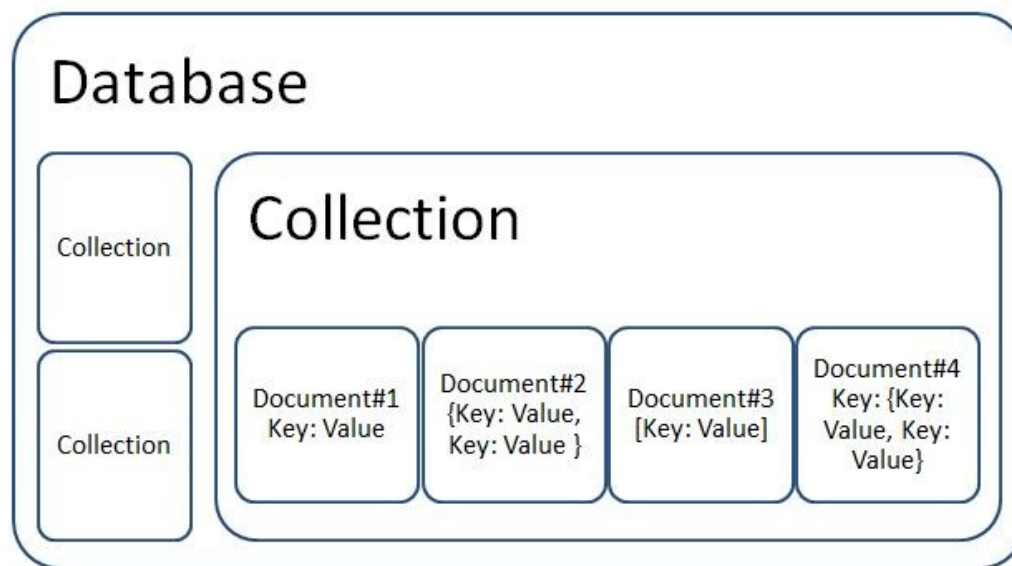 Database
Collection
Collection
Collection
Document#1
Key: Value
Document#2
{Key: Value,
Key: Value }
Document#3
[Key: Value]
Document#4
Key: {Key:
Value, Key:
Value}